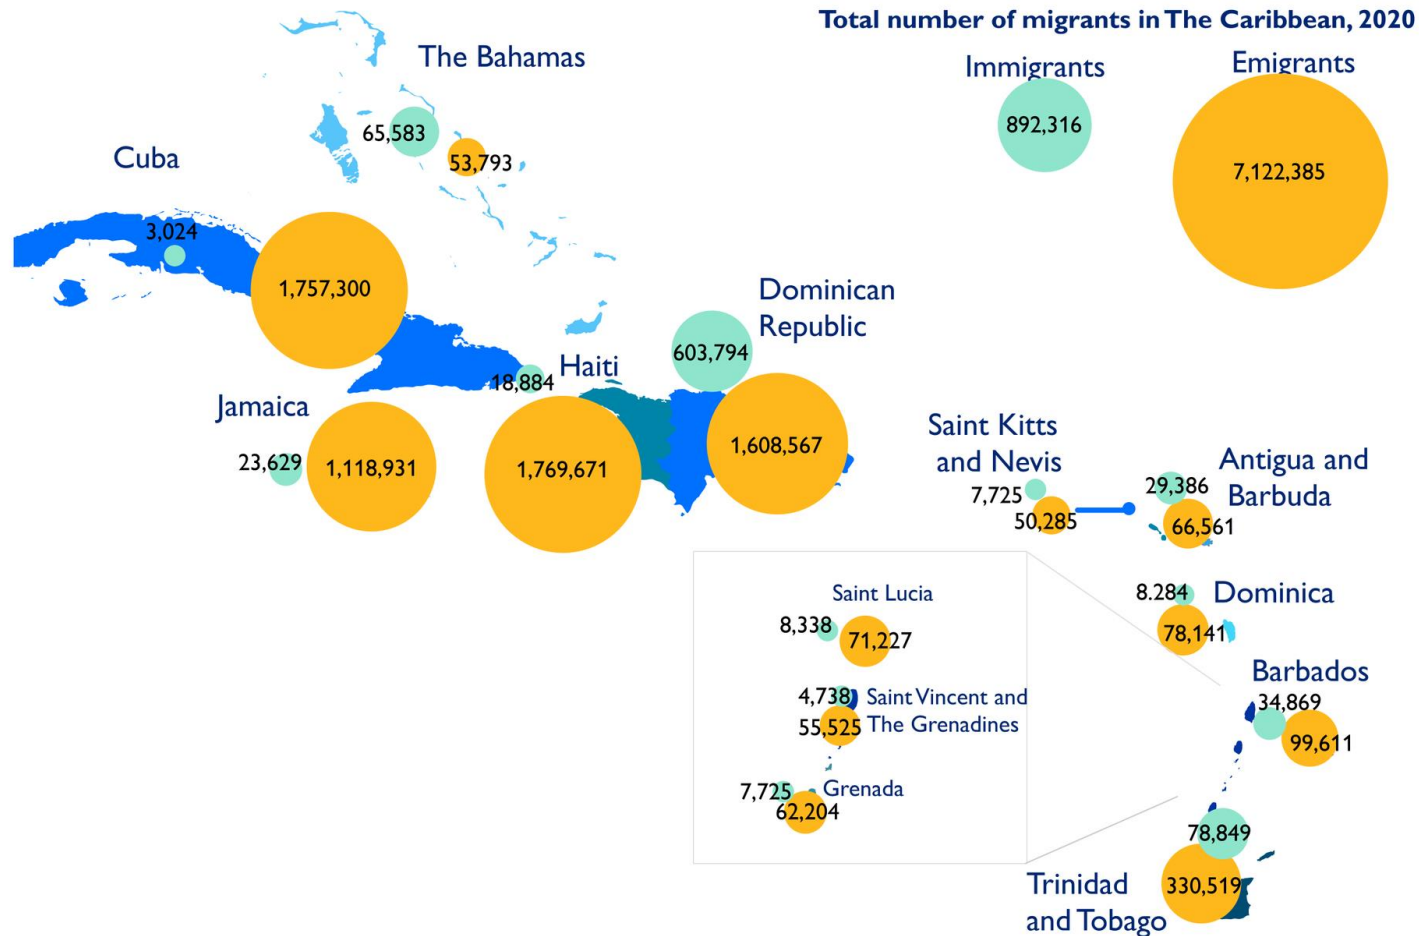 Total number of migrants in The Caribbean, 2020
Immigrants
892,316
Emigrants
7,122,385
The Bahamas
65,583
53,793
Cuba
3,024
1,757,300
Dominican
Republic
603,794
1,608,567
Haiti
18,884
1,769,671
Jamaica
23,629
1,118,931
Saint Kitts
and Nevis
7,725
50,285
Antigua and
Barbuda
29,386
66,561
Dominica
8.284
78,141
Saint Lucia
8,338
71,227
Saint Vincent and
The Grenadines
4,738
55,525
Grenada
7,725
62,204
Barbados
34,869
99,611
Trinidad
and Tobago
78,849
330,519